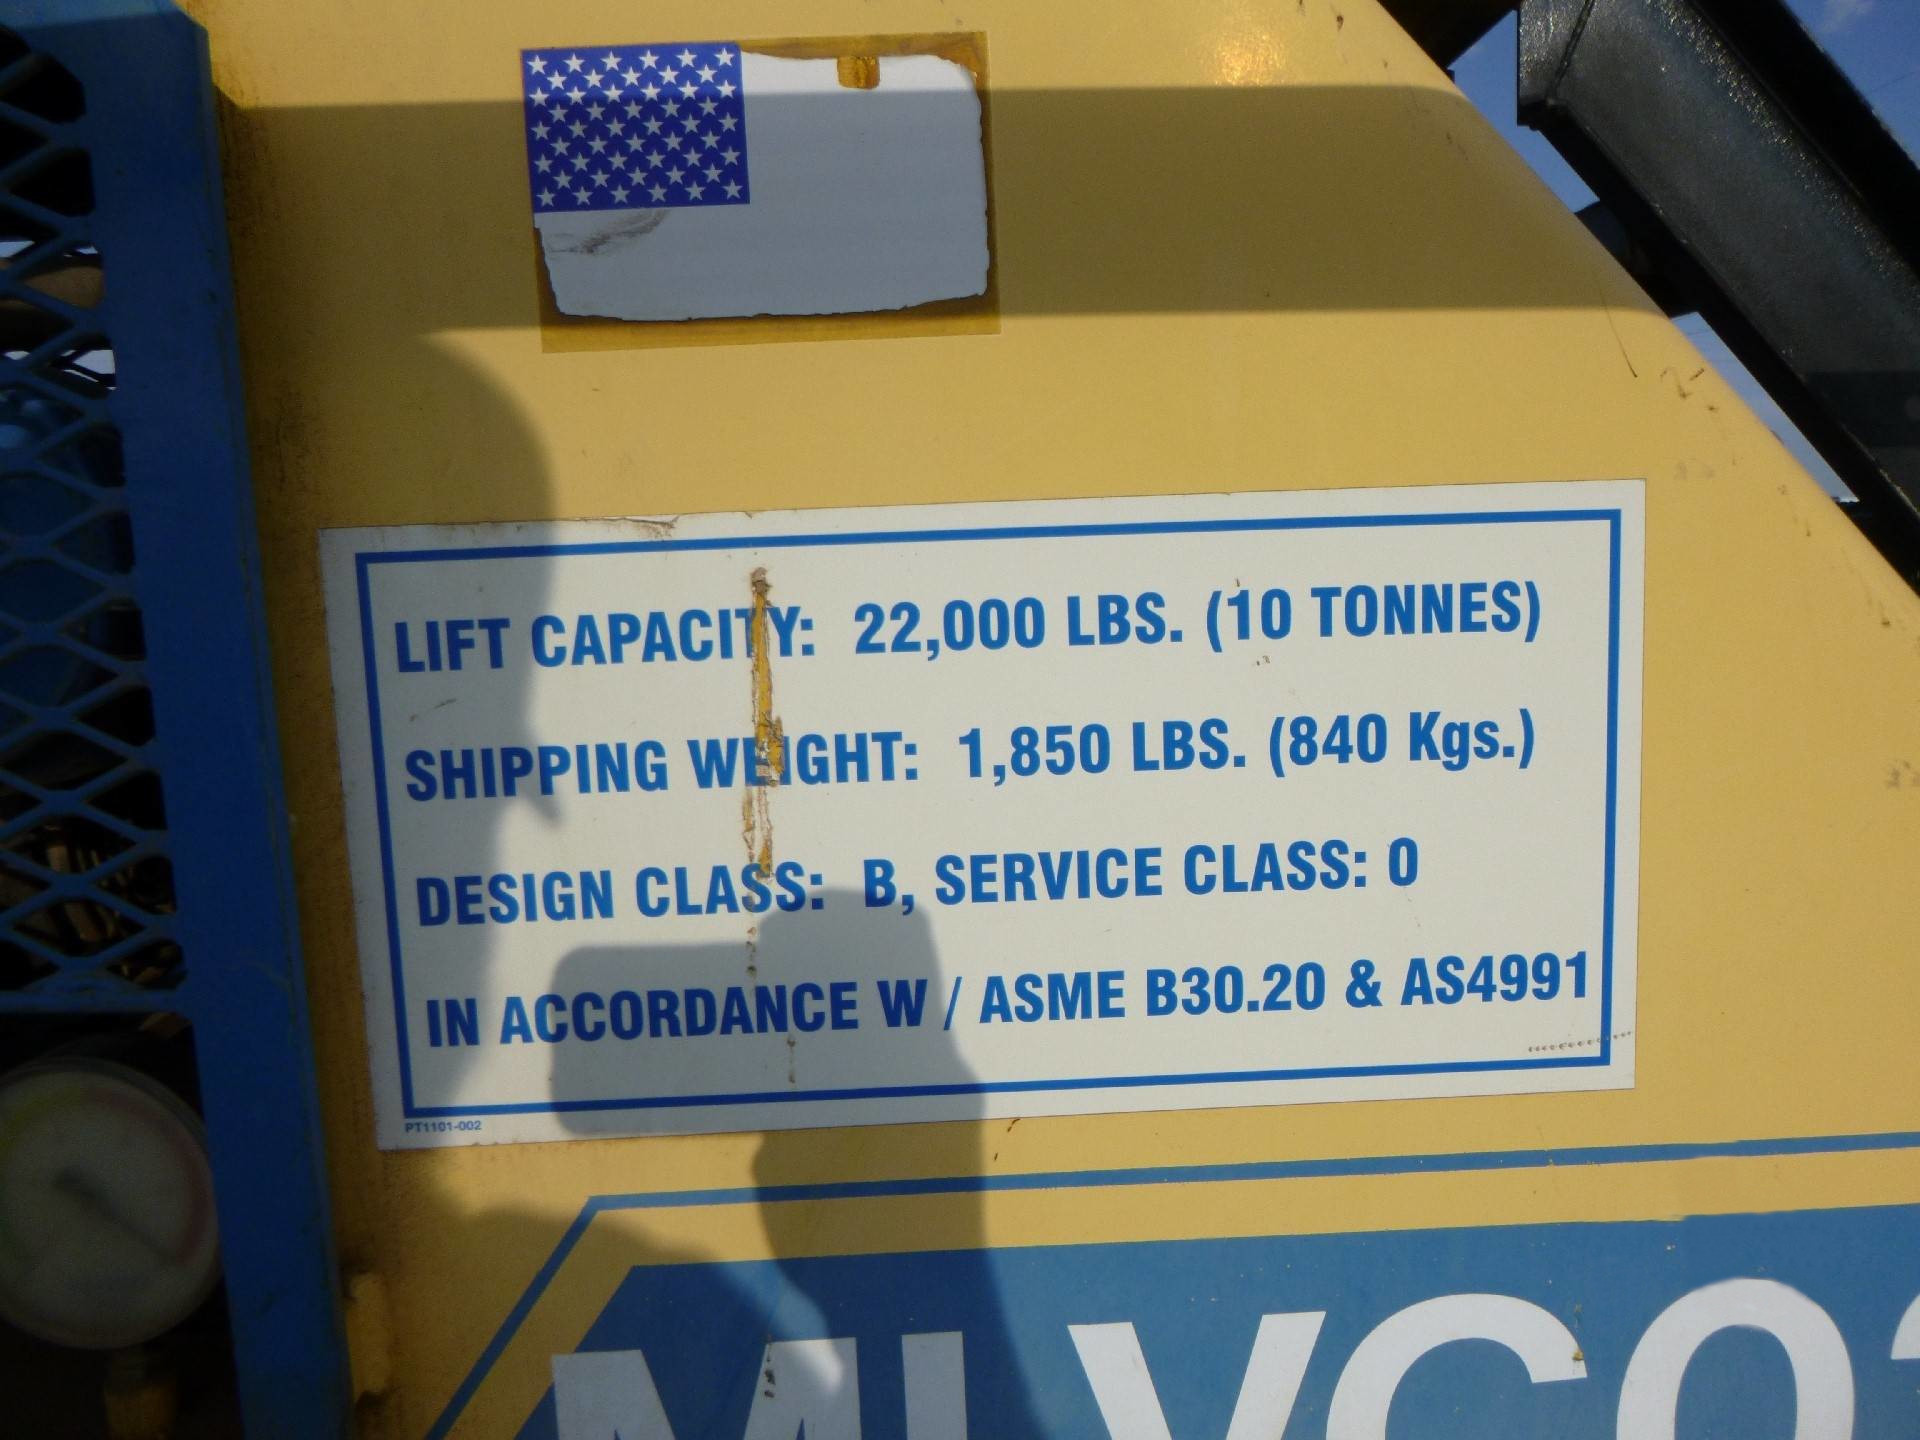 LIFT CAPACITY: 22,000 LBS. (10 TONNES)
SHIPPING WEIGHT: 1,850 LBS. (840 Kgs.)
DESIGN CLASS: B, SERVICE CLASS: 0
IN ACCORDANCE W / ASME B30.20 & AS4991
PT1101-002